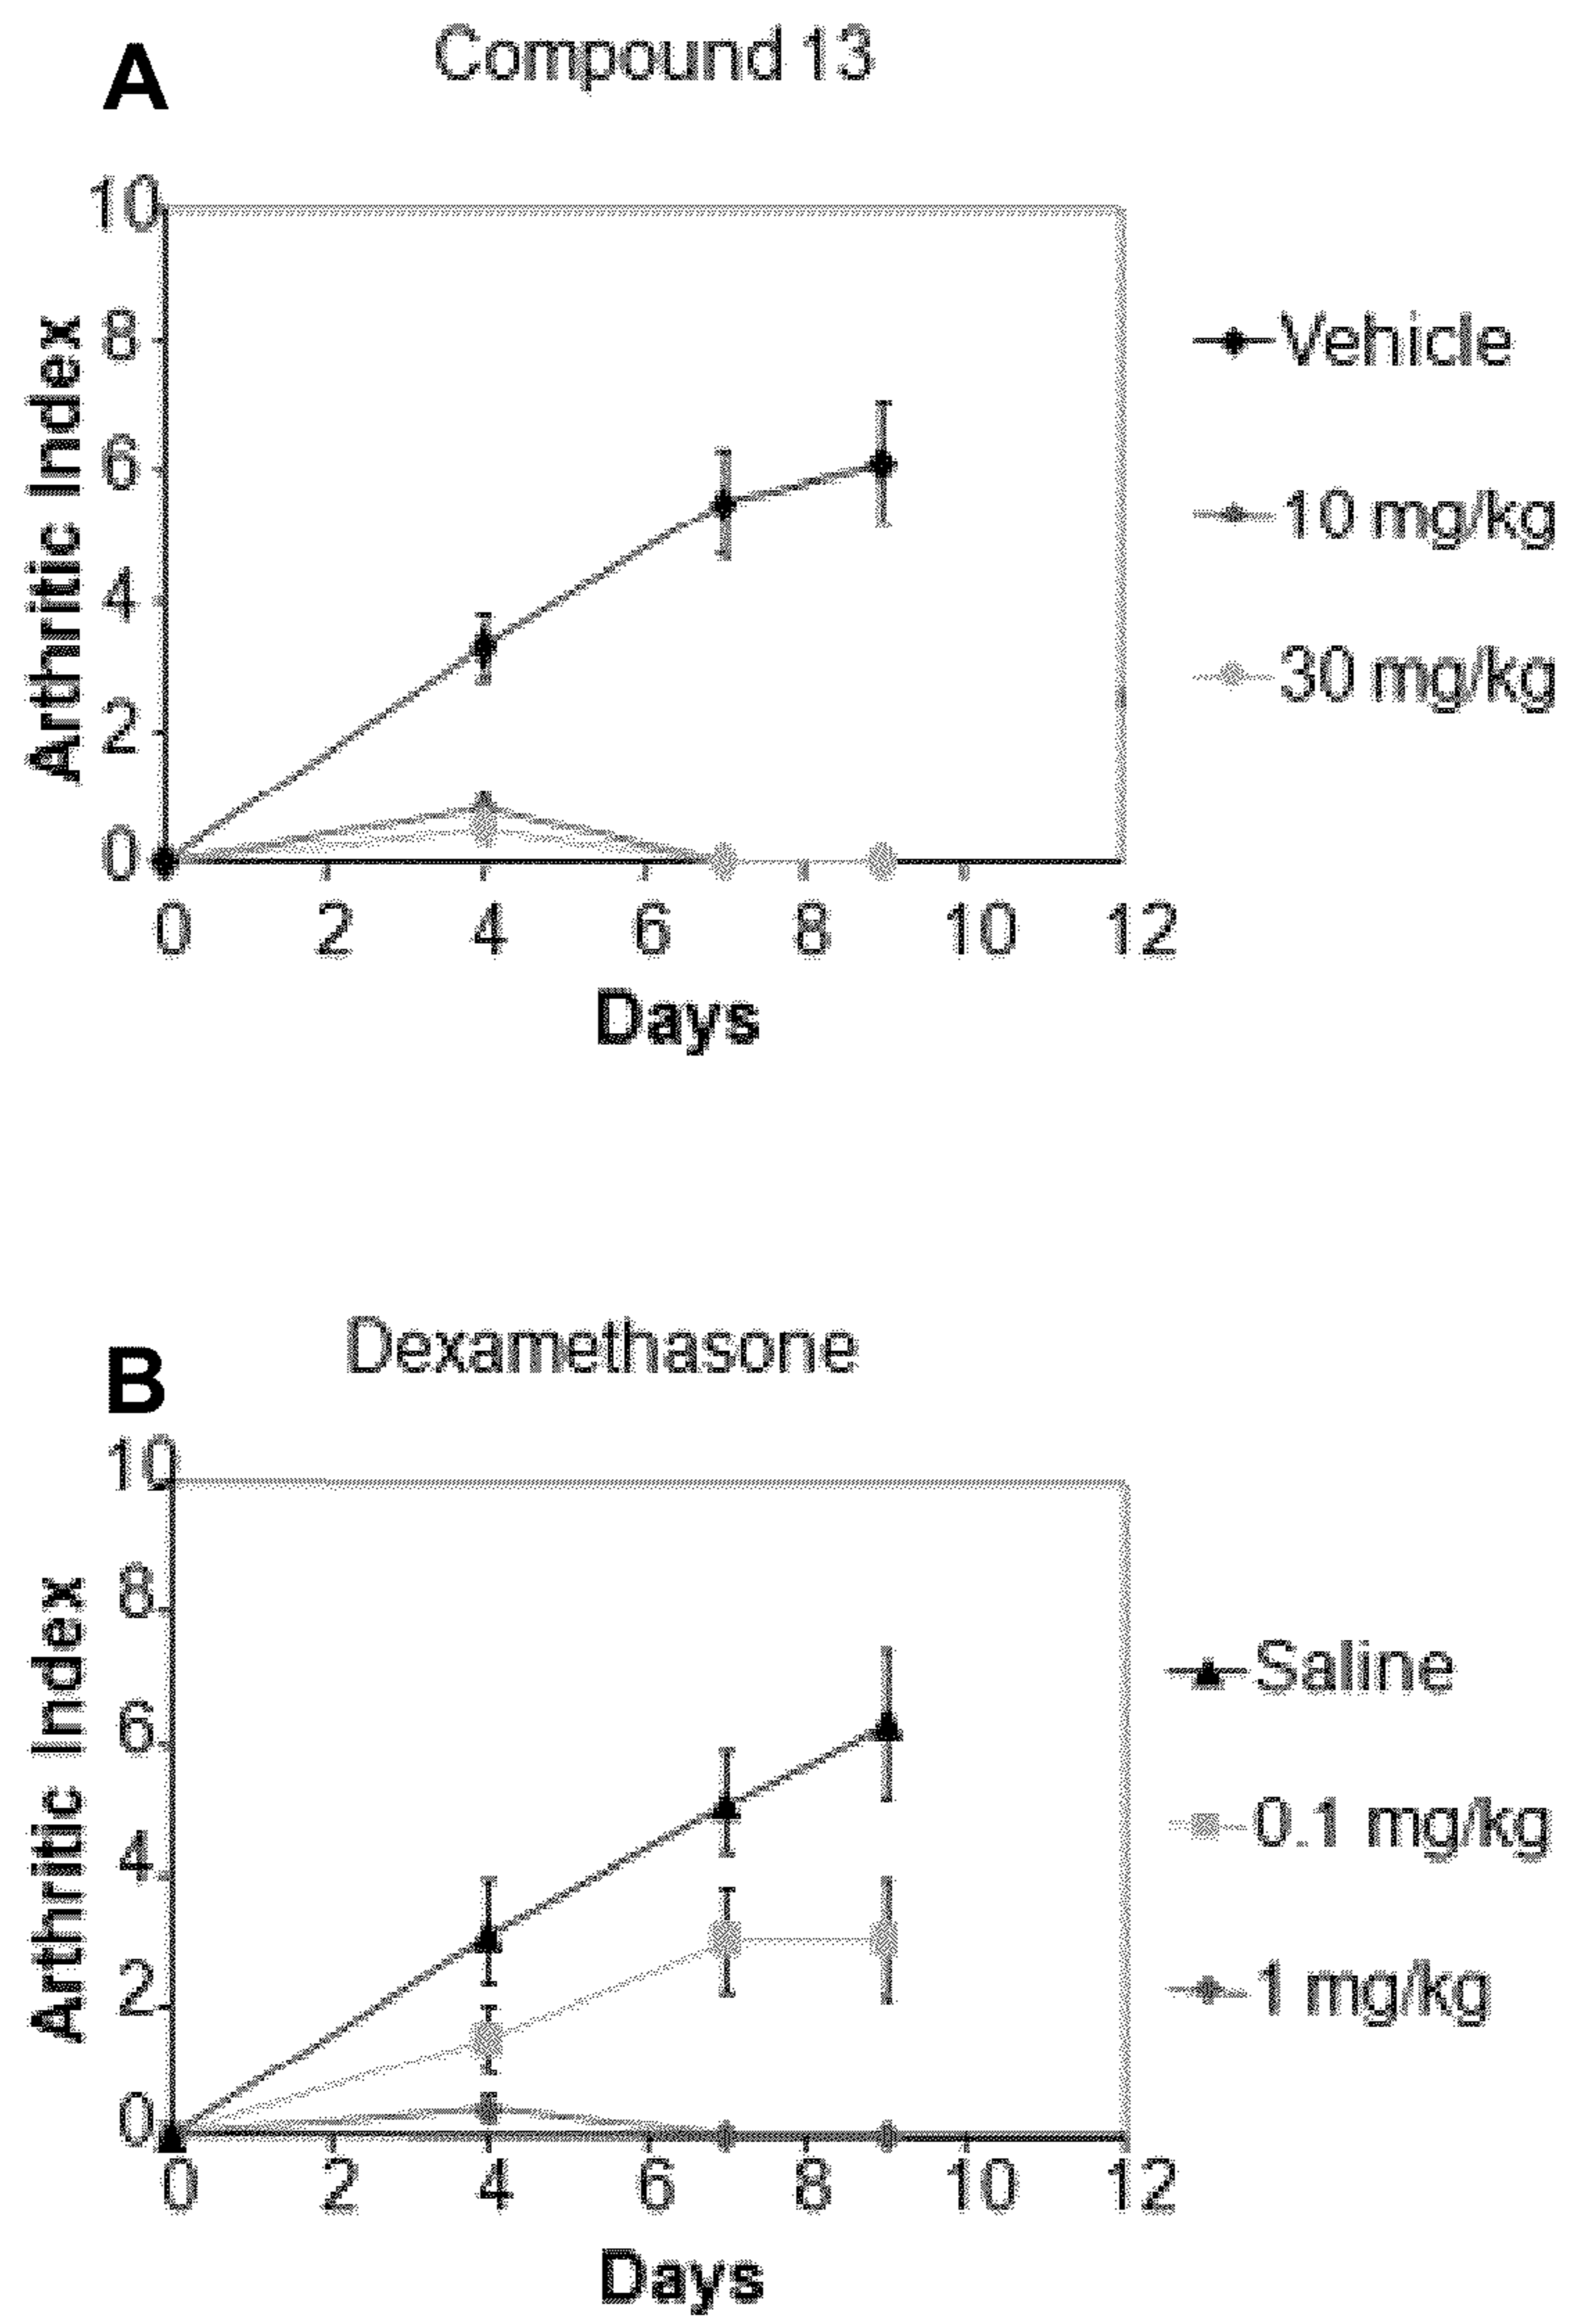 A
Compound 13
10
8
6
4
2
0
Arthritic Index
0 2 4 6 8 10 12
Days
Vehicle
10 mg/kg
30 mg/kg
B
Dexamethasone
10
8
6
4
2
0
Arthritic Index
0 2 4 6 8 10 12
Days
Saline
0.1 mg/kg
1 mg/kg